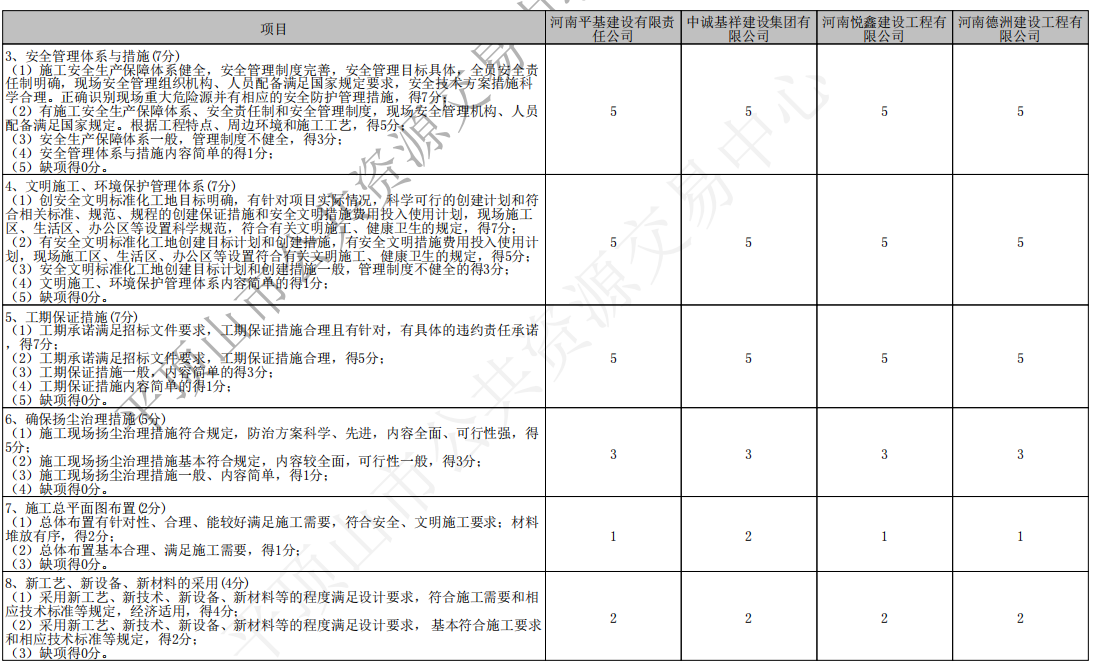 项目
河南平基建设有限责
任公司
中诚基祥建设集团有
限公司
河南悦鑫建设工程有
限公司
河南德洲建设工程有
限公司
3、安全管理体系与措施(7分)
（1）施工安全生产保障体系健全，安全管理制度完善，安全管理目标具体，全员安全责
任制明确，现场安全管理组织机构、人员配备满足国家规定要求，安全技术方案措施科
学合理。正确识别现场重大危险源并有相应的安全防护管理措施，得7分；
（2）有施工安全生产保障体系、安全责任制和安全管理制度，现场安全管理机构、人员
配备满足国家规定。根据工程特点、周边环境和施工工艺，得5分；
（3）安全生产保障体系一般，管理制度不健全，得3分；
（4）安全管理体系与措施内容简单的得1分；
（5）缺项得0分。
5
5
5
5
4、文明施工、环境保护管理体系(7分)
（1）创安全文明标准化工地目标明确，有针对项目实际情况，科学可行的创建计划和符
合相关标准、规范、规程的创建保证措施和安全文明措施费用投入使用计划，现场施工
区、生活区、办公区等设置科学规范，符合有关文明施工、健康卫生的规定，得7分；
（2）有安全文明标准化工地创建目标计划和创建措施，有安全文明措施费用投入使用计
划，现场施工区、生活区、办公区等设置符合有关文明施工、健康卫生的规定，得5分；
（3）安全文明标准化工地创建目标计划和创建措施一般，管理制度不健全的得3分；
（4）文明施工、环境保护管理体系内容简单的得1分；
（5）缺项得0分。
5
5
5
5
5、工期保证措施(7分)
（1）工期承诺满足招标文件要求，工期保证措施合理且有针对，有具体的违约责任承诺
，得7分；
（2）工期承诺满足招标文件要求，工期保证措施合理，得5分；
（3）工期保证措施一般，内容简单的得3分；
（4）工期保证措施内容简单的得1分；
（5）缺项得0分。
5
5
5
5
6、确保扬尘治理措施(5分)
（1）施工现场扬尘治理措施符合规定，防治方案科学、先进，内容全面、可行性强，得
5分；
（2）施工现场扬尘治理措施基本符合规定，内容较全面，可行性一般，得3分；
（3）施工现场扬尘治理措施一般、内容简单，得1分；
（4）缺项得0分。
3
3
3
3
7、施工总平面图布置(2分)
（1）总体布置有针对性、合理、能较好满足施工需要，符合安全、文明施工要求；材料
堆放有序，得2分；
（2）总体布置基本合理、满足施工需要，得1分；
（3）缺项得0分。
1
2
1
1
8、新工艺、新设备、新材料的采用(4分)
（1）采用新工艺、新技术、新设备、新材料等的程度满足设计要求，符合施工需要和相
应技术标准等规定，经济适用，得4分；
（2）采用新工艺、新技术、新设备、新材料等的程度满足设计要求， 基本符合施工要求
和相应技术标准等规定，得2分；
（3）缺项得0分。
2
2
2
2
平顶山市公共资源交易中心
平顶山市公共资源交易中心